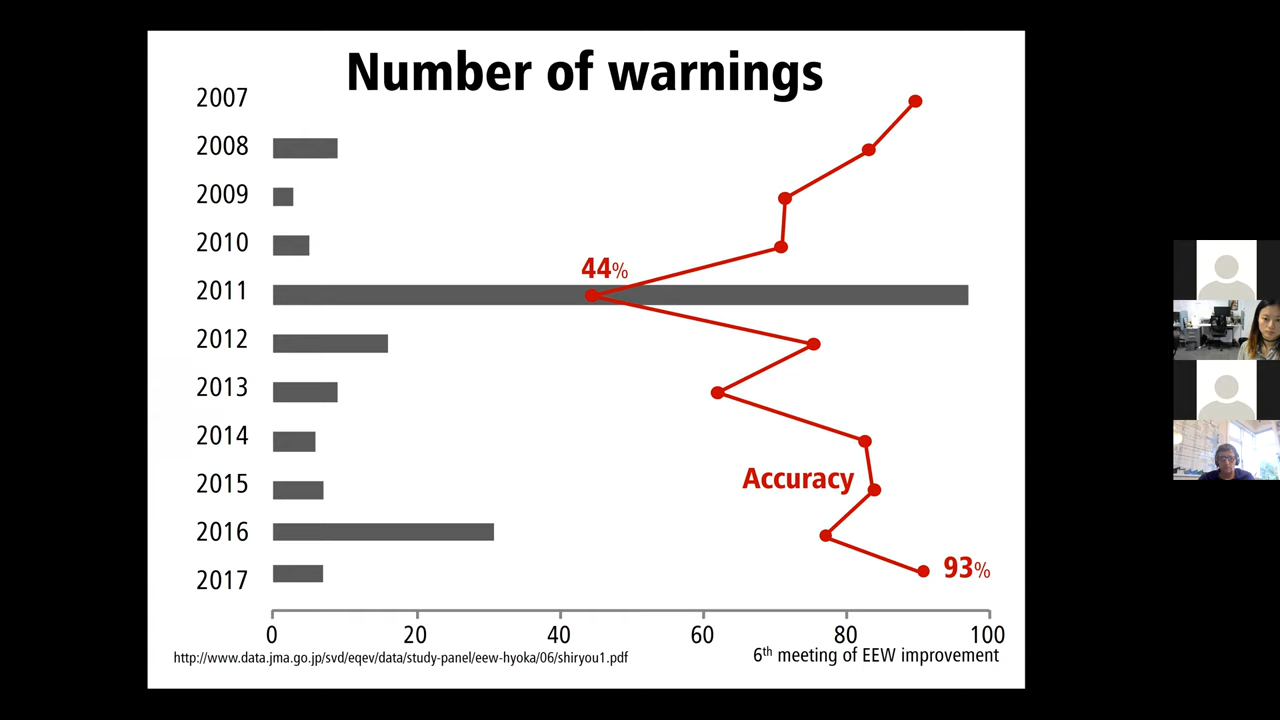 Number of warnings
2007
2008
2009
2010
44%
2011
2012
2013
2014
Accuracy
2015
2016
93%
2017
0 20 40 60 80 100
http://www.data.jma.go.jp/svd/eqev/data/study-panel/eew-hyoka/06/shiryou1.pdf
6th meeting of EEW improvement